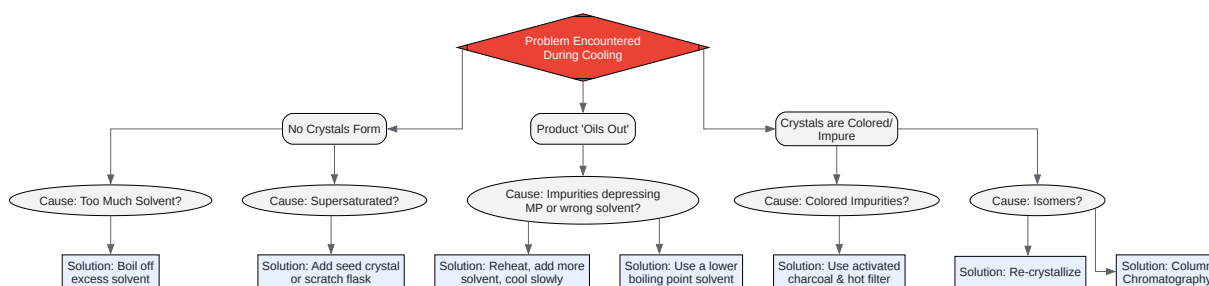 Problem Encountered
During Cooling
No Crystals Form
Product 'Oils Out'
Crystals are Colored/
Impure
Cause: Too Much Solvent?
Cause: Supersaturated?
Cause: Impurities depressing
MP or wrong solvent?
Cause: Colored Impurities?
Cause: Isomers?
Solution: Boil off
excess solvent
Solution: Add seed crystal
or scratch flask
Solution: Reheat, add more
solvent, cool slowly
Solution: Use a lower
boiling point solvent
Solution: Use activated
charcoal & hot filter
Solution: Re-crystallize
Solution: Column
Chromatography